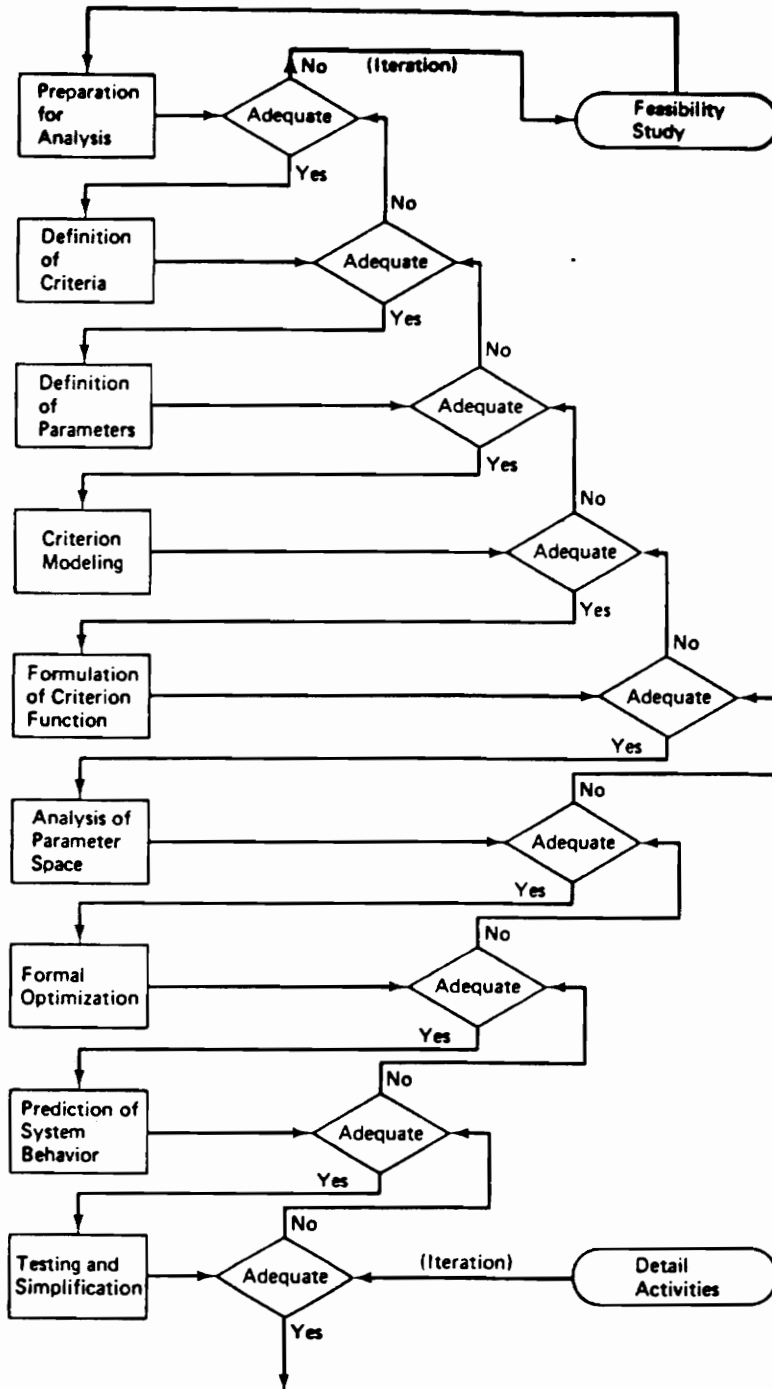 No
(Iteration)
Preparation
for
Analysis
Adequate
Feasibility
Study
Yes
No
Definition
of
Criteria
Adequate
Yes
No
Definition
of
Parameters
Adequate
Yes
No
Criterion
Modeling
Adequate
Yes
No
Formulation
of Criterion
Function
Adequate
Yes
No
Analysis of
Parameter
Space
Adequate
Yes
No
Formal
Optimization
Adequate
Yes
No
Prediction of
System
Behavior
Adequate
Yes
No
Testing and
Simplification
Adequate
(Iteration)
Detail
Activities
Yes